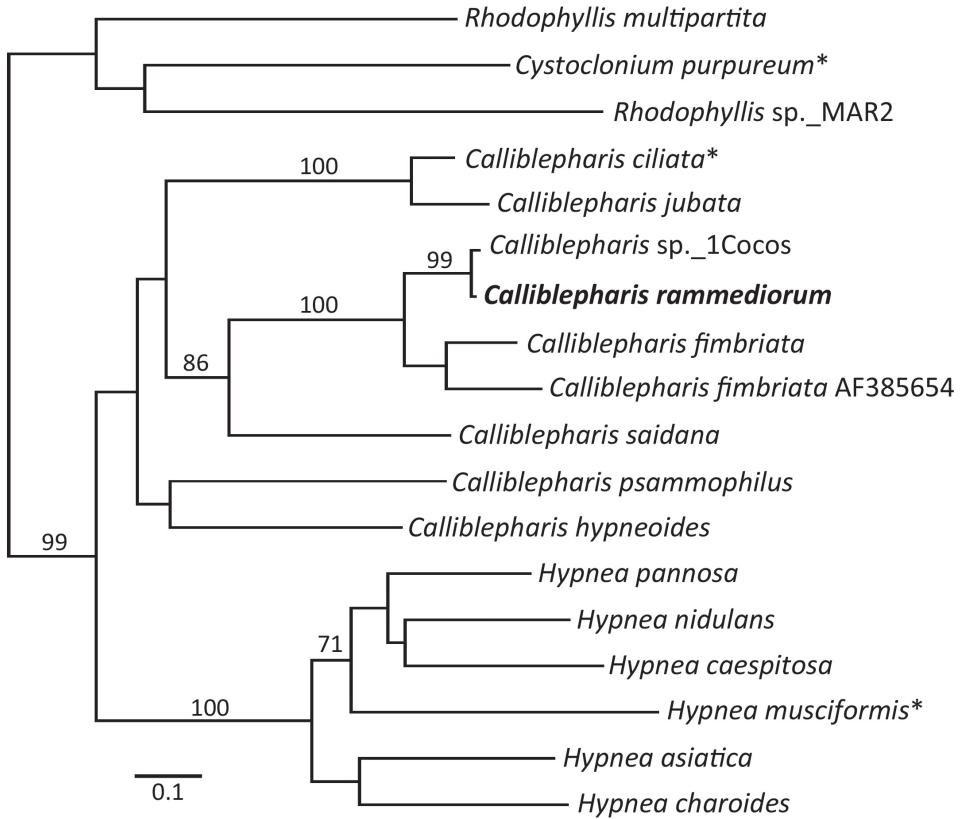 Rhodophyllis multipartita
Cystoclonium purpureum*
Rhodophyllis sp._MAR2
Calliblepharis ciliata*
100
Calliblepharis jubata
Calliblepharis sp._1Cocos
99
Calliblepharis rammediorum
100
Calliblepharis fimbriata
86
Calliblepharis fimbriata AF385654
Calliblepharis saidana
Calliblepharis psammophilus
Calliblepharis hypneoides
99
Hypnea pannosa
Hypnea nidulans
71
Hypnea caespitosa
100
Hypnea musciformis*
Hypnea asiatica
0.1
Hypnea charoides